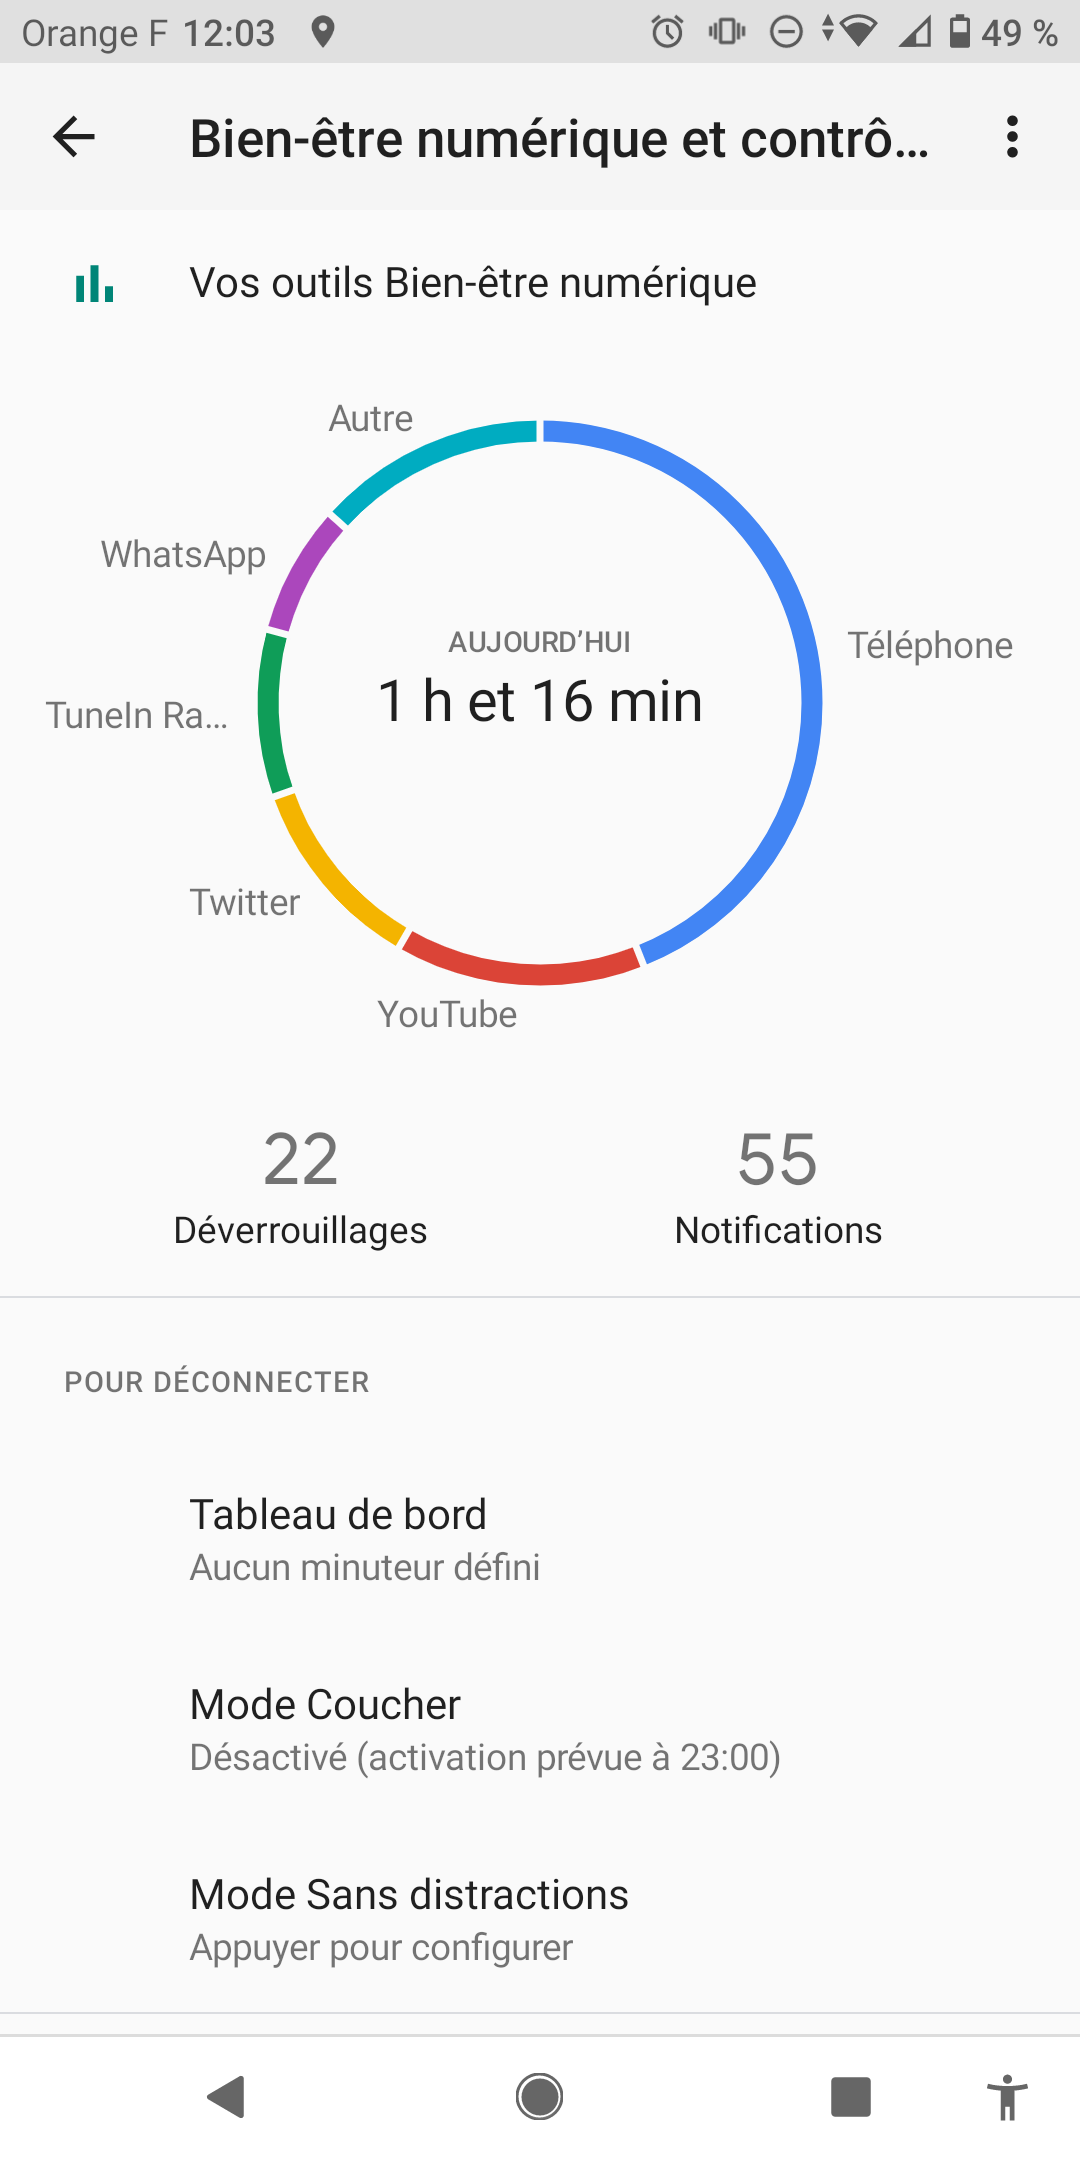 Orange F 12:03 49 %
Bien-être numérique et contrô...
Vos outils Bien-être numérique
Autre
WhatsApp
AUJOURD'HUI
Téléphone
1 h et 16 min
TuneIn Ra...
Twitter
YouTube
22 55
Déverrouillages Notifications
POUR DÉCONNECTER
Tableau de bord
Aucun minuteur défini
Mode Coucher
Désactivé (activation prévue à 23:00)
Mode Sans distractions
Appuyer pour configurer